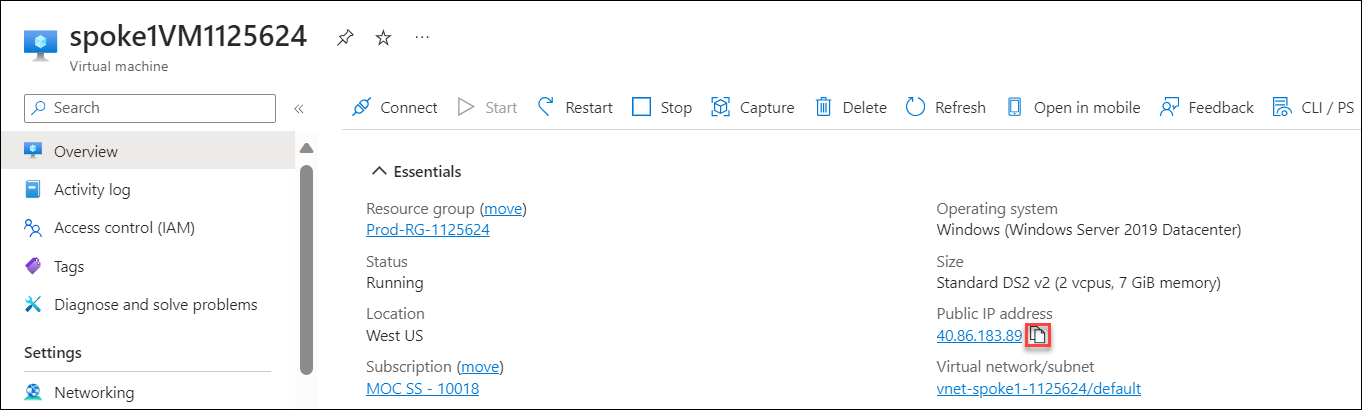 spoke1VM1125624 ...
Virtual machine
Search «
Connect Start Restart Stop Capture Delete Refresh Open in mobile Feedback CLI / PS
Overview
Activity log
Access control (IAM)
Tags
Diagnose and solve problems
Settings
Networking
Essentials
Resource group (move)
Prod-RG-1125624
Status
Running
Location
West US
Subscription (move)
MOC SS - 10018
Operating system
Windows (Windows Server 2019 Datacenter)
Size
Standard DS2 v2 (2 vcpus, 7 GiB memory)
Public IP address
40.86.183.89
Virtual network/subnet
vnet-spoke1-1125624/default